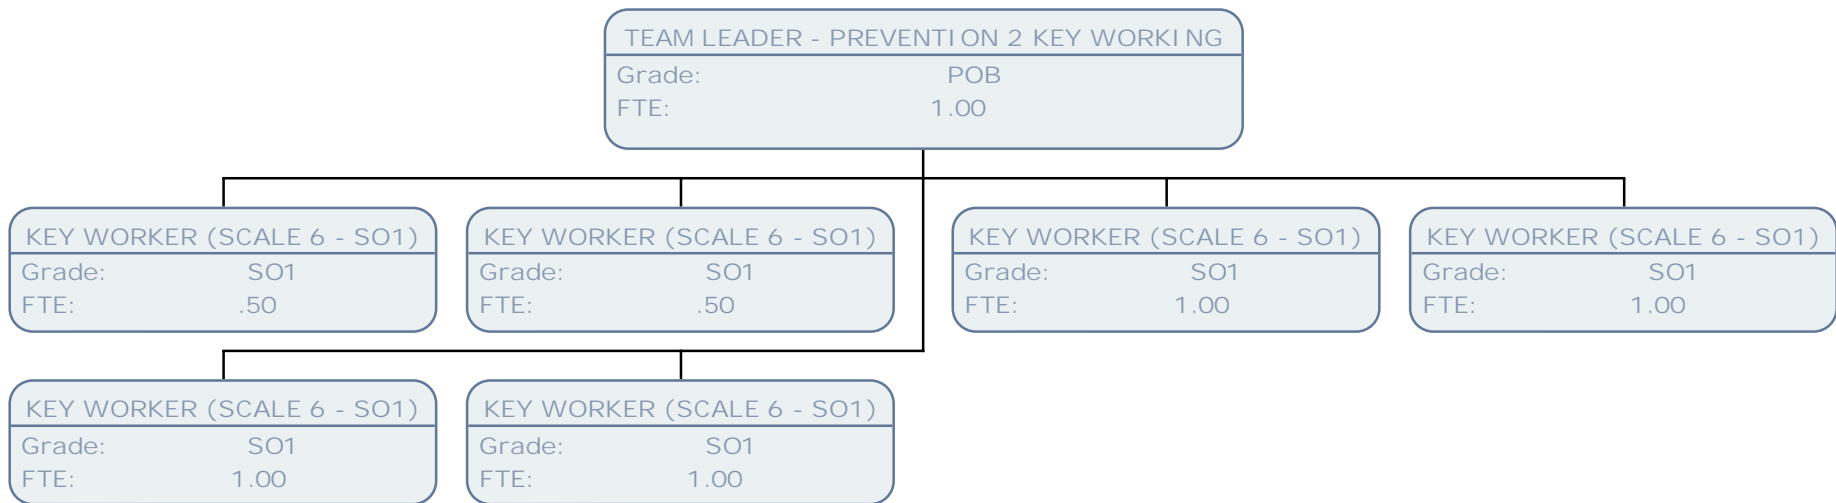 TEAM LEADER - PREVENTION 2 KEY WORKING
Grade: POB
FTE: 1.00
KEY WORKER (SCALE 6 - SO1)
Grade: SO1
FTE: .50
KEY WORKER (SCALE 6 - SO1)
Grade: SO1
FTE: .50
KEY WORKER (SCALE 6 - SO1)
Grade: SO1
FTE: 1.00
KEY WORKER (SCALE 6 - SO1)
Grade: SO1
FTE: 1.00
KEY WORKER (SCALE 6 - SO1)
Grade: SO1
FTE: 1.00
KEY WORKER (SCALE 6 - SO1)
Grade: SO1
FTE: 1.00